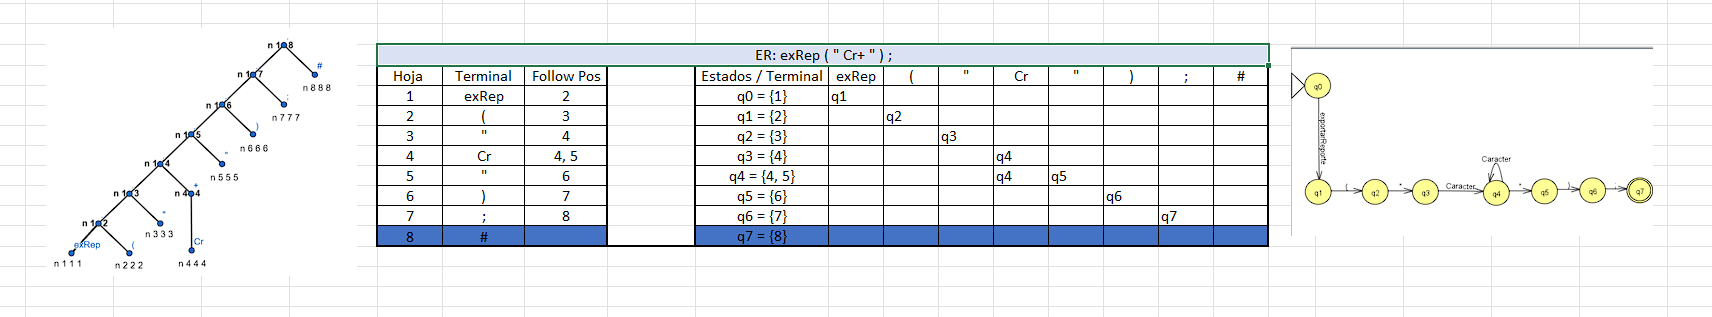 n 1 8
#
n 8 8 8
n 1 7
;
n 7 7 7
n 1 6
)
n 6 6 6
n 1 5
"
n 5 5 5
n 1 4
+
n 4 4
Cr
n 4 4 4
n 1 3
"
n 3 3 3
n 1 2
exRep
(
n 1 1 1
n 2 2 2
ER: exRep ( " Cr+ " ) ;
Hoja Terminal Follow Pos
1 exRep 2
2 ( 3
3 " 4
4 Cr 4, 5
5 " 6
6 ) 7
7 ; 8
8 #
Estados / Terminal exRep ( " Cr " ) ; #
q0 = {1} q1
q1 = {2} q2
q2 = {3} q3
q3 = {4} q4
q4 = {4, 5} q4 q5
q5 = {6} q6
q6 = {7} q7
q7 = {8}
q0
exportarReporte
q1
(
q2
"
q3
Caracter
q4
Caracter
"
q5
)
q6
;
q7